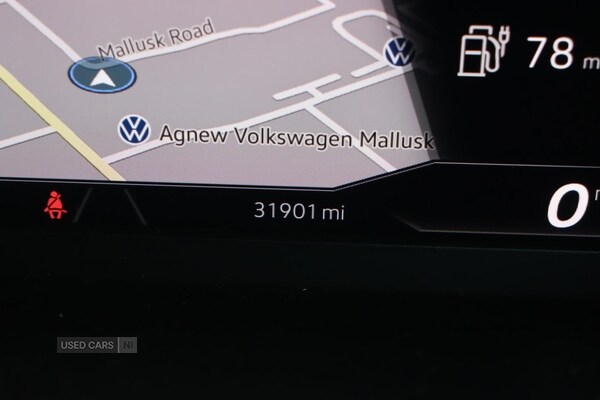 Mallusk Road
78 m
Agnew Volkswagen Mallusk
31901 mi
0
USED CARS NI